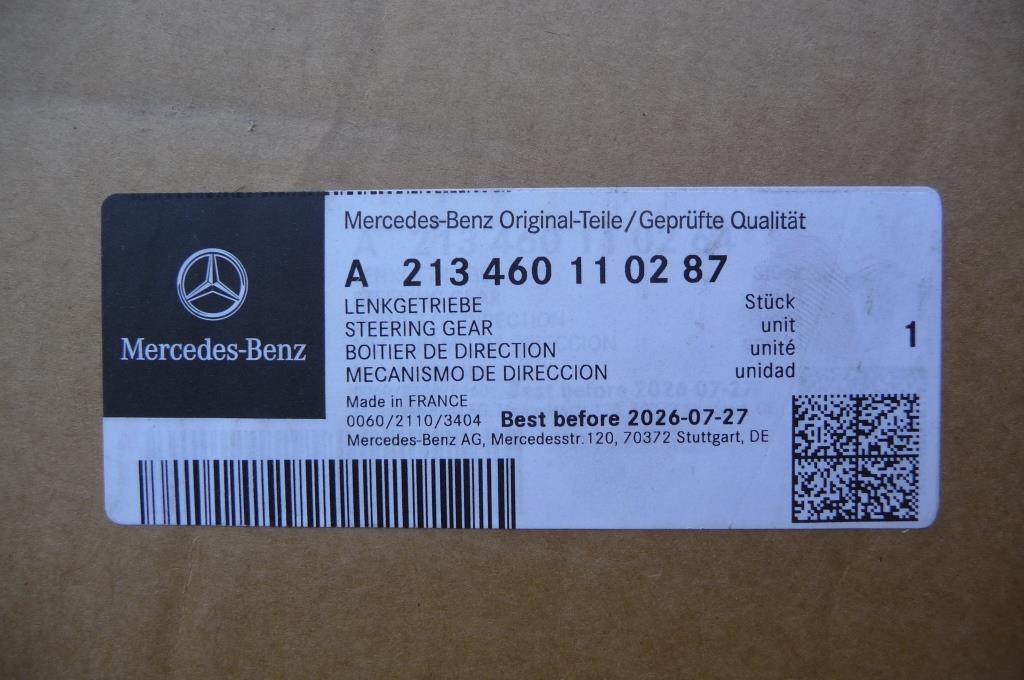 Mercedes-Benz
Mercedes-Benz Original-Teile/Geprüfte Qualität
A 213 460 11 02 87
LENKGETRIEBE Stück
STEERING GEAR unit
BOITIER DE DIRECTION unité
MECANISMO DE DIRECCION unidad
1
Made in FRANCE
0060/2110/3404 Best before 2026-07-27
Mercedes-Benz AG, Mercedesstr.120, 70372 Stuttgart, DE